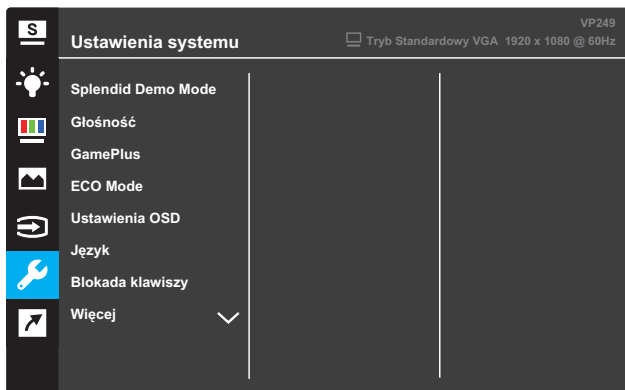 S
VP249
Ustawienia systemu
Tryb Standardowy VGA 1920 x 1080 @ 60Hz
Splendid Demo Mode
Głośność
GamePlus
ECO Mode
Ustawienia OSD
Język
Blokada klawiszy
Więcej